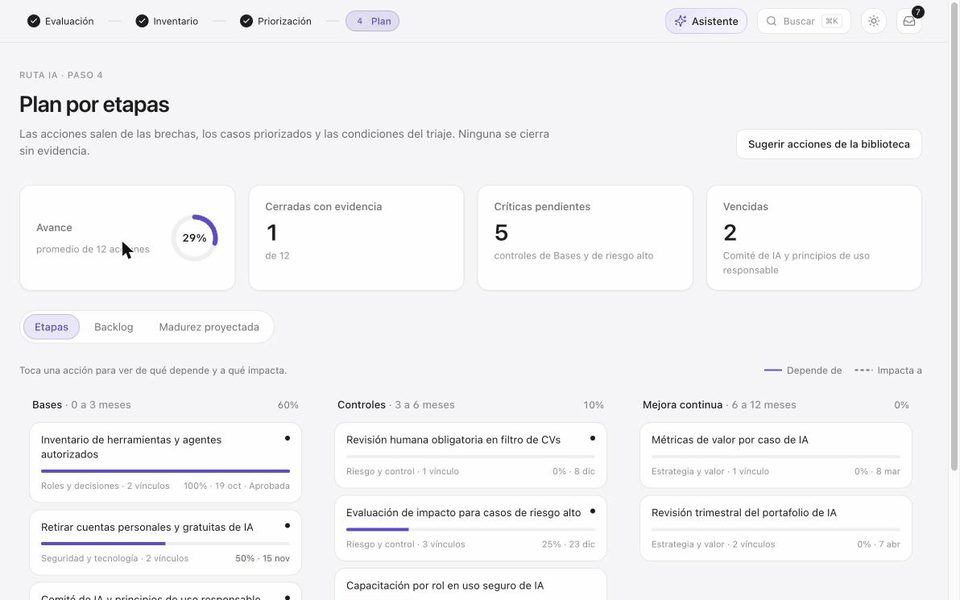 Evaluación
Inventario
Priorización
4 Plan
Asistente
Buscar ⌘K
7
RUTA IA · PASO 4
Plan por etapas
Las acciones salen de las brechas, los casos priorizados y las condiciones del triaje. Ninguna se cierra
sin evidencia.
Sugerir acciones de la biblioteca
Avance
promedio de 12
29%
Cerradas con evidencia
1
de 12
Críticas pendientes
5
controles de Bases y de riesgo alto
Vencidas
2
Comité de IA y principios de uso
responsable
Etapas
Backlog
Madurez proyectada
Toca una acción para ver de qué depende y a qué impacta.
Depende de
Impacta a
Bases · 0 a 3 meses
60%
Inventario de herramientas y agentes
autorizados
Roles y decisiones · 2 vínculos
100% · 19 oct · Aprobada
Retirar cuentas personales y gratuitas de IA
Seguridad y tecnología · 2 vínculos
50% · 15 nov
Comité de IA y principios de uso responsable
Controles · 3 a 6 meses
10%
Revisión humana obligatoria en filtro de CVs
Riesgo y control · 1 vínculo
0% · 8 dic
Evaluación de impacto para casos de riesgo alto
Riesgo y control · 3 vínculos
25% · 23 dic
Capacitación por rol en uso seguro de IA
Mejora continua · 6 a 12 meses
0%
Métricas de valor por caso de IA
Estrategia y valor · 1 vínculo
0% · 8 mar
Revisión trimestral del portafolio de IA
Estrategia y valor · 2 vínculos
0% · 7 abr